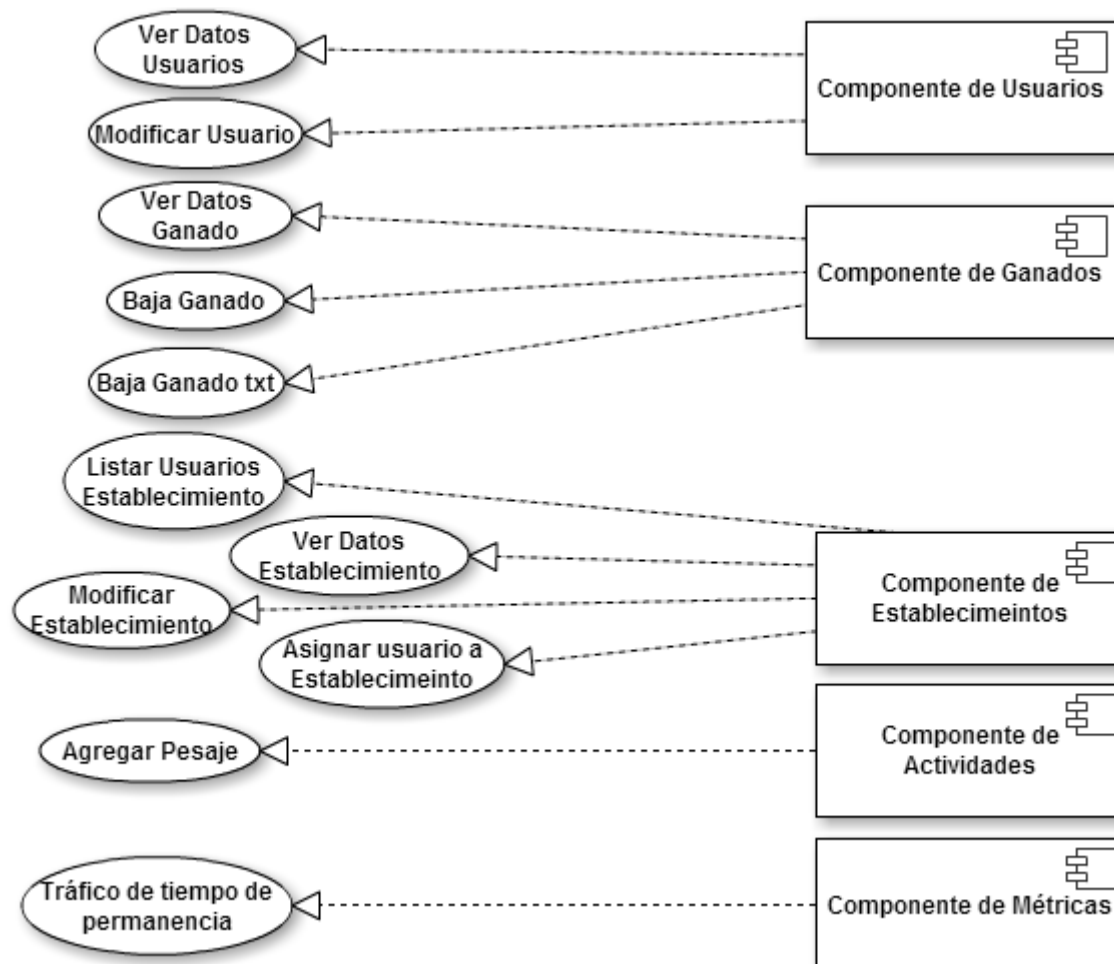 Ver Datos
Usuarios
Componente de Usuarios
Modificar Usuario
Ver Datos
Ganado
Componente de Ganados
Baja Ganado
Baja Ganado txt
Listar Usuarios
Establecimiento
Ver Datos
Establecimiento
Modificar
Establecimiento
Componente de
Establecimeintos
Asignar usuario a
Establecimeinto
Agregar Pesaje
Componente de
Actividades
Tráfico de tiempo de
permanencia
Componente de Métricas